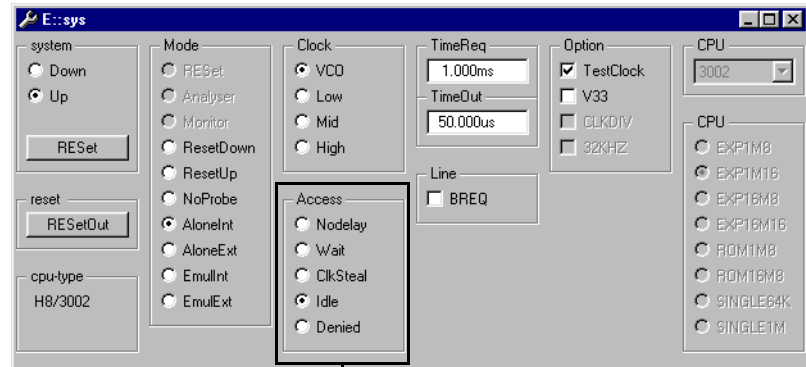 E::sys
system
Down
Up
RESet
reset
RESetOut
cpu-type
H8/3002
Mode
RESet
Analyser
Monitor
ResetDown
ResetUp
NoProbe
AloneInt
AloneExt
EmulInt
EmulExt
Clock
VCO
Low
Mid
High
Access
Nodelay
Wait
ClkSteal
Idle
Denied
TimeReq
1.000ms
TimeOut
50.000us
Line
BREQ
Option
TestClock
V33
CLKDIV
32KHZ
CPU
3002
CPU
EXP1M8
EXP1M16
EXP16M8
EXP16M16
ROM1M8
ROM16M8
SINGLE64K
SINGLE1M